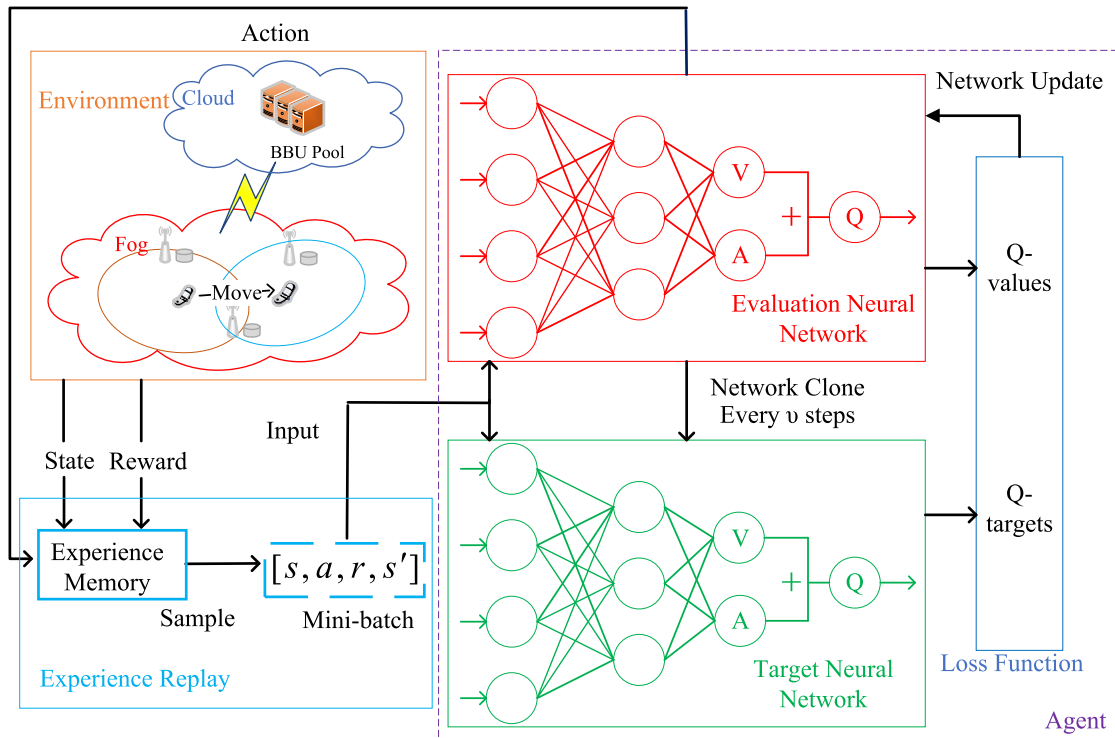 Action
Environment
Cloud
BBU Pool
Fog
Move
State
Reward
Experience
Memory
Sample
[s, a, r, s′]
Mini-batch
Experience Replay
Input
V
A
+
Q
Evaluation Neural
Network
Network Clone
Every υ steps
V
A
+
Q
Target Neural
Network
Network Update
Q-
values
Q-
targets
Loss Function
Agent